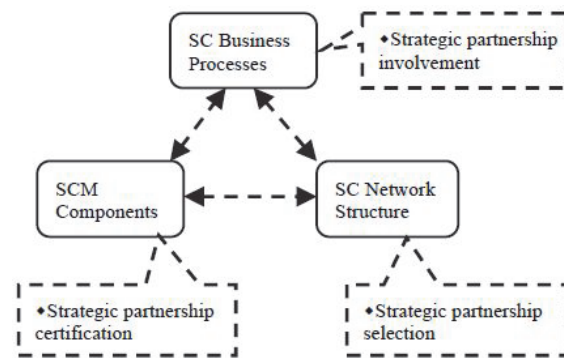 SC Business
Processes
◆Strategic partnership
involvement
SCM
Components
SC Network
Structure
◆Strategic partnership
certification
◆Strategic partnership
selection